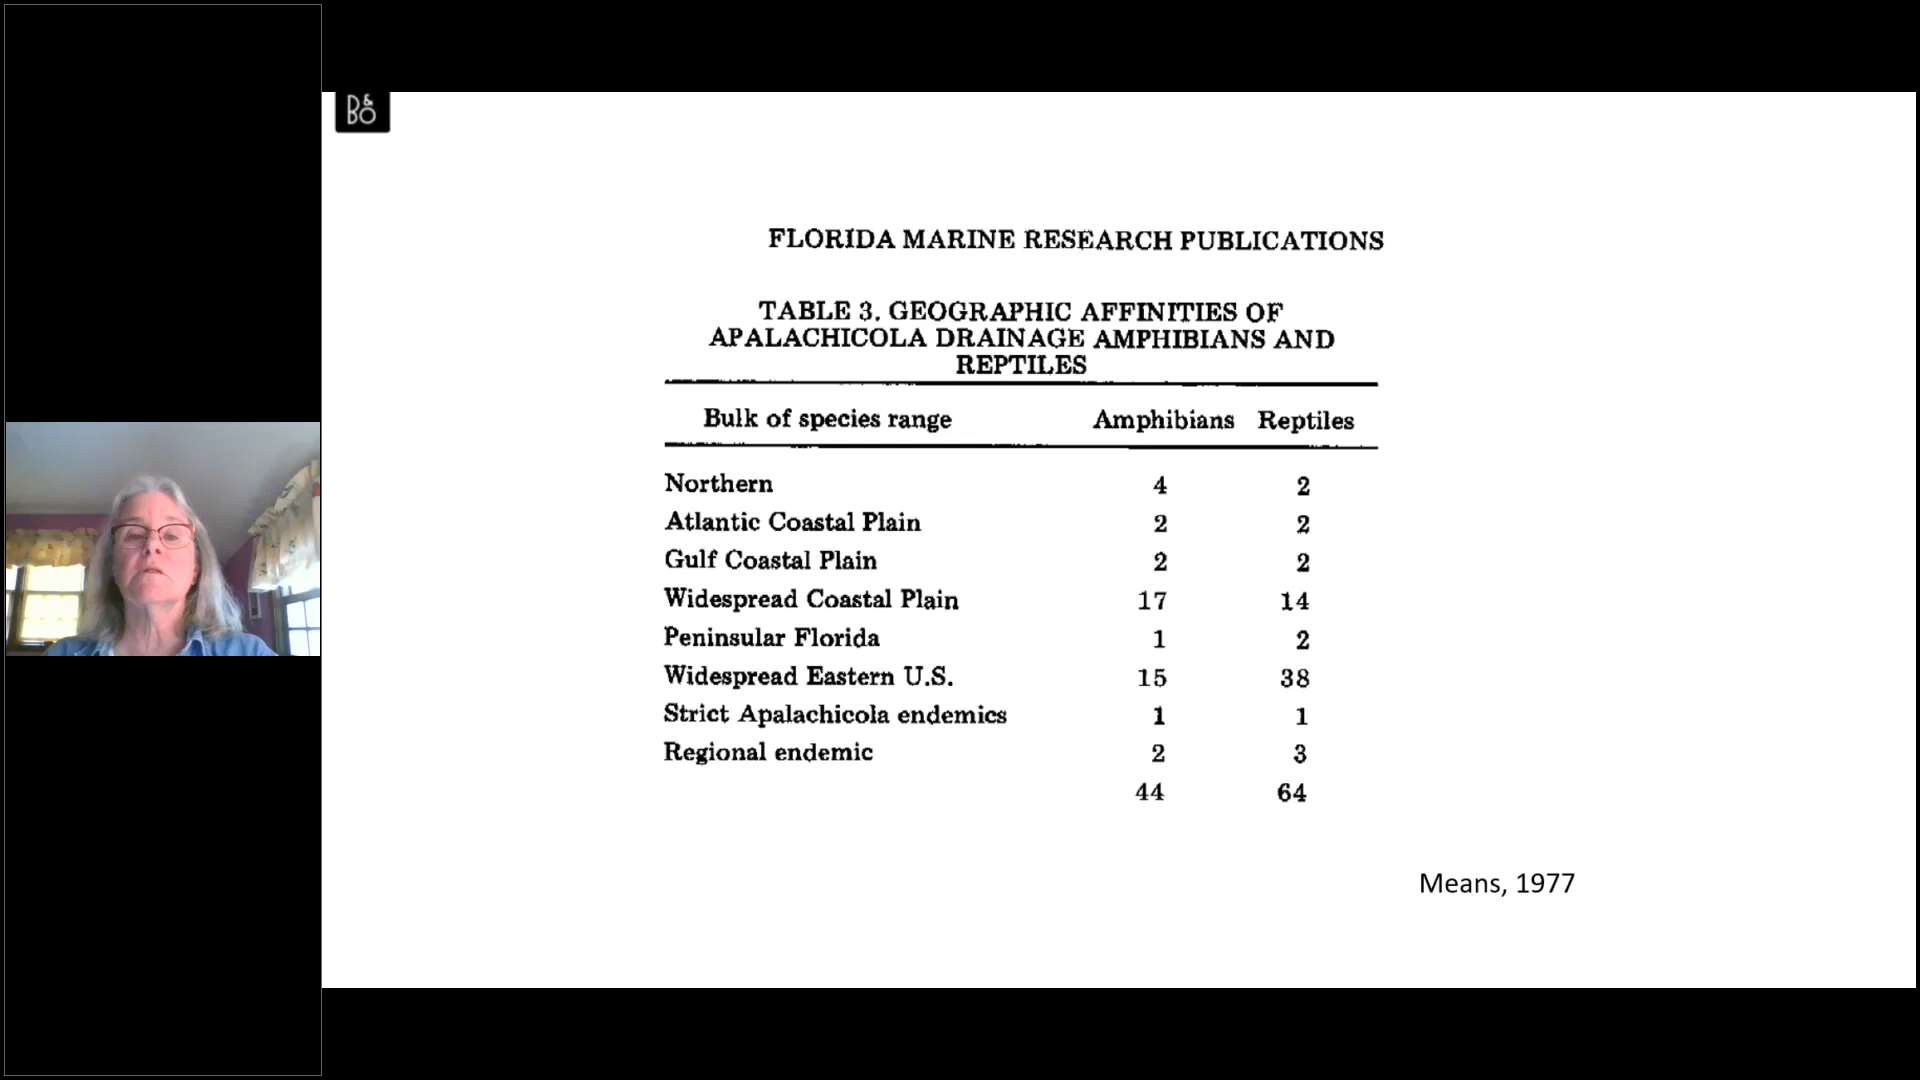 B&O
FLORIDA MARINE RESEARCH PUBLICATIONS
TABLE 3. GEOGRAPHIC AFFINITIES OF
APALACHICOLA DRAINAGE AMPHIBIANS AND
REPTILES
Bulk of species range Amphibians Reptiles
Northern 4 2
Atlantic Coastal Plain 2 2
Gulf Coastal Plain 2 2
Widespread Coastal Plain 17 14
Peninsular Florida 1 2
Widespread Eastern U.S. 15 38
Strict Apalachicola endemics 1 1
Regional endemic 2 3
44 64
Means, 1977